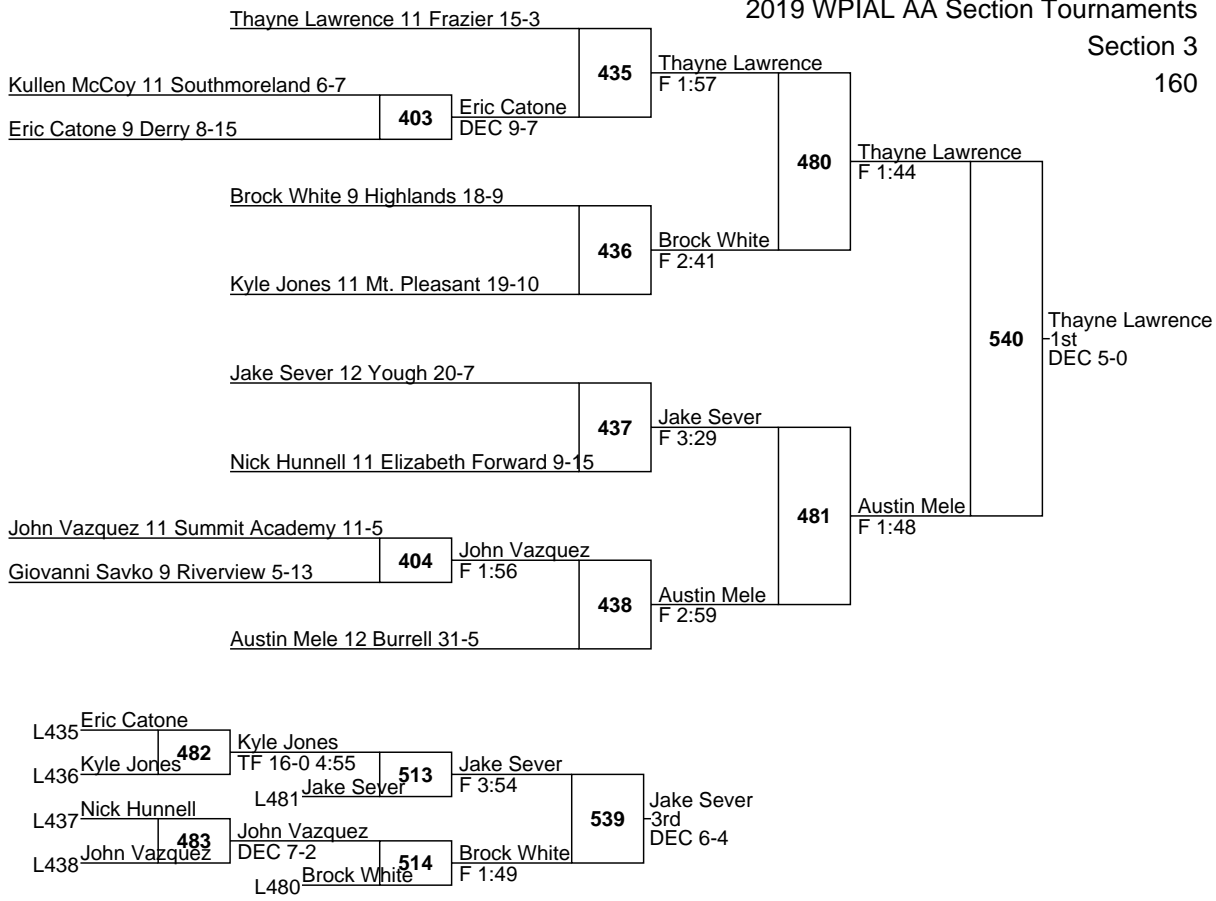 2019 WPIAL AA Section Tournaments
Section 3
160
Thayne Lawrence 11 Frazier 15-3
435
Thayne Lawrence
F 1:57
Kullen McCoy 11 Southmoreland 6-7
403
Eric Catone
DEC 9-7
Eric Catone 9 Derry 8-15
480
Thayne Lawrence
F 1:44
Brock White 9 Highlands 18-9
436
Brock White
F 2:41
Kyle Jones 11 Mt. Pleasant 19-10
540
Thayne Lawrence
1st
DEC 5-0
Jake Sever 12 Yough 20-7
437
Jake Sever
F 3:29
Nick Hunnell 11 Elizabeth Forward 9-15
481
Austin Mele
F 1:48
John Vazquez 11 Summit Academy 11-5
404
John Vazquez
F 1:56
Giovanni Savko 9 Riverview 5-13
438
Austin Mele
F 2:59
Austin Mele 12 Burrell 31-5
L435 Eric Catone
482
Kyle Jones
TF 16-0 4:55
L436 Kyle Jones
513
Jake Sever
F 3:54
L481 Jake Sever
L437 Nick Hunnell
539
Jake Sever
3rd
DEC 6-4
483
John Vazquez
DEC 7-2
L438 John Vazquez
514
Brock White
F 1:49
L480 Brock White